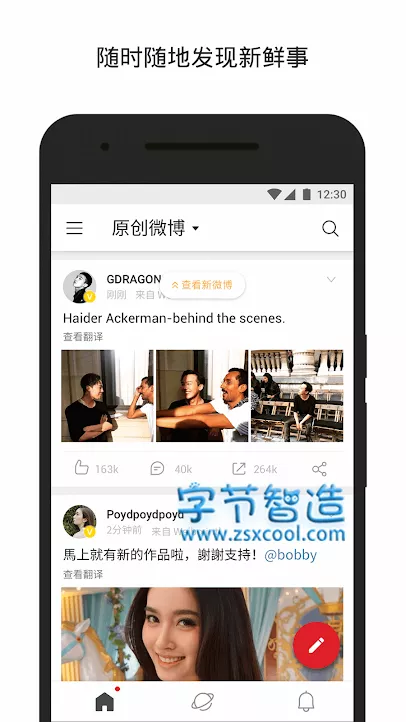 随时随地发现新鲜事
12:30
原创微博
GDRAGON
查看新微博
刚刚 来自 W
Haider Ackerman-behind the scenes.
查看翻译
163k 40k 264k
字节智造
www.zsxcool.com
Poydpoydpoyd
2分钟前 来自 W
馬上就有新的作品啦，謝謝支持！@bobby
查看翻译